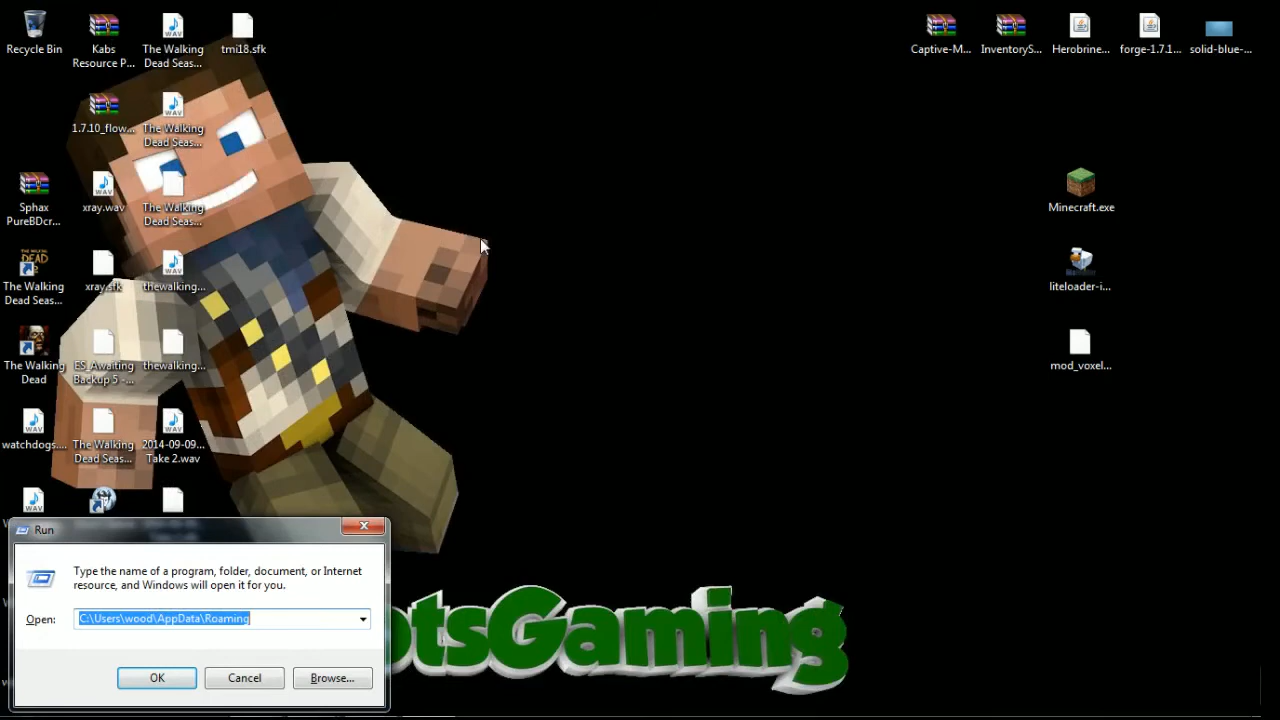 Recycle Bin
Kabs
Resource P...
The Walking
Dead Seas...
tmi18.sfk
Captive-M...
InventoryS...
Herobrine...
forge-1.7.1...
solid-blue-...
1.7.10_flow...
The Walking
Dead Seas...
Sphax
PureBDcr...
xray.wav
The Walking
Dead Seas...
Minecraft.exe
The Walking
Dead Seas...
xray.sfk
thewalking...
liteloader-i...
The Walking
Dead
ES_Awaiting
Backup 5 -...
thewalking...
mod_voxel...
watchdogs....
The Walking
Dead Seas...
2014-09-09...
Take 2.wav
Run
Type the name of a program, folder, document, or Internet
resource, and Windows will open it for you.
Open:
C:\Users\wood\AppData\Roaming
OK
Cancel
Browse...
otsGaming